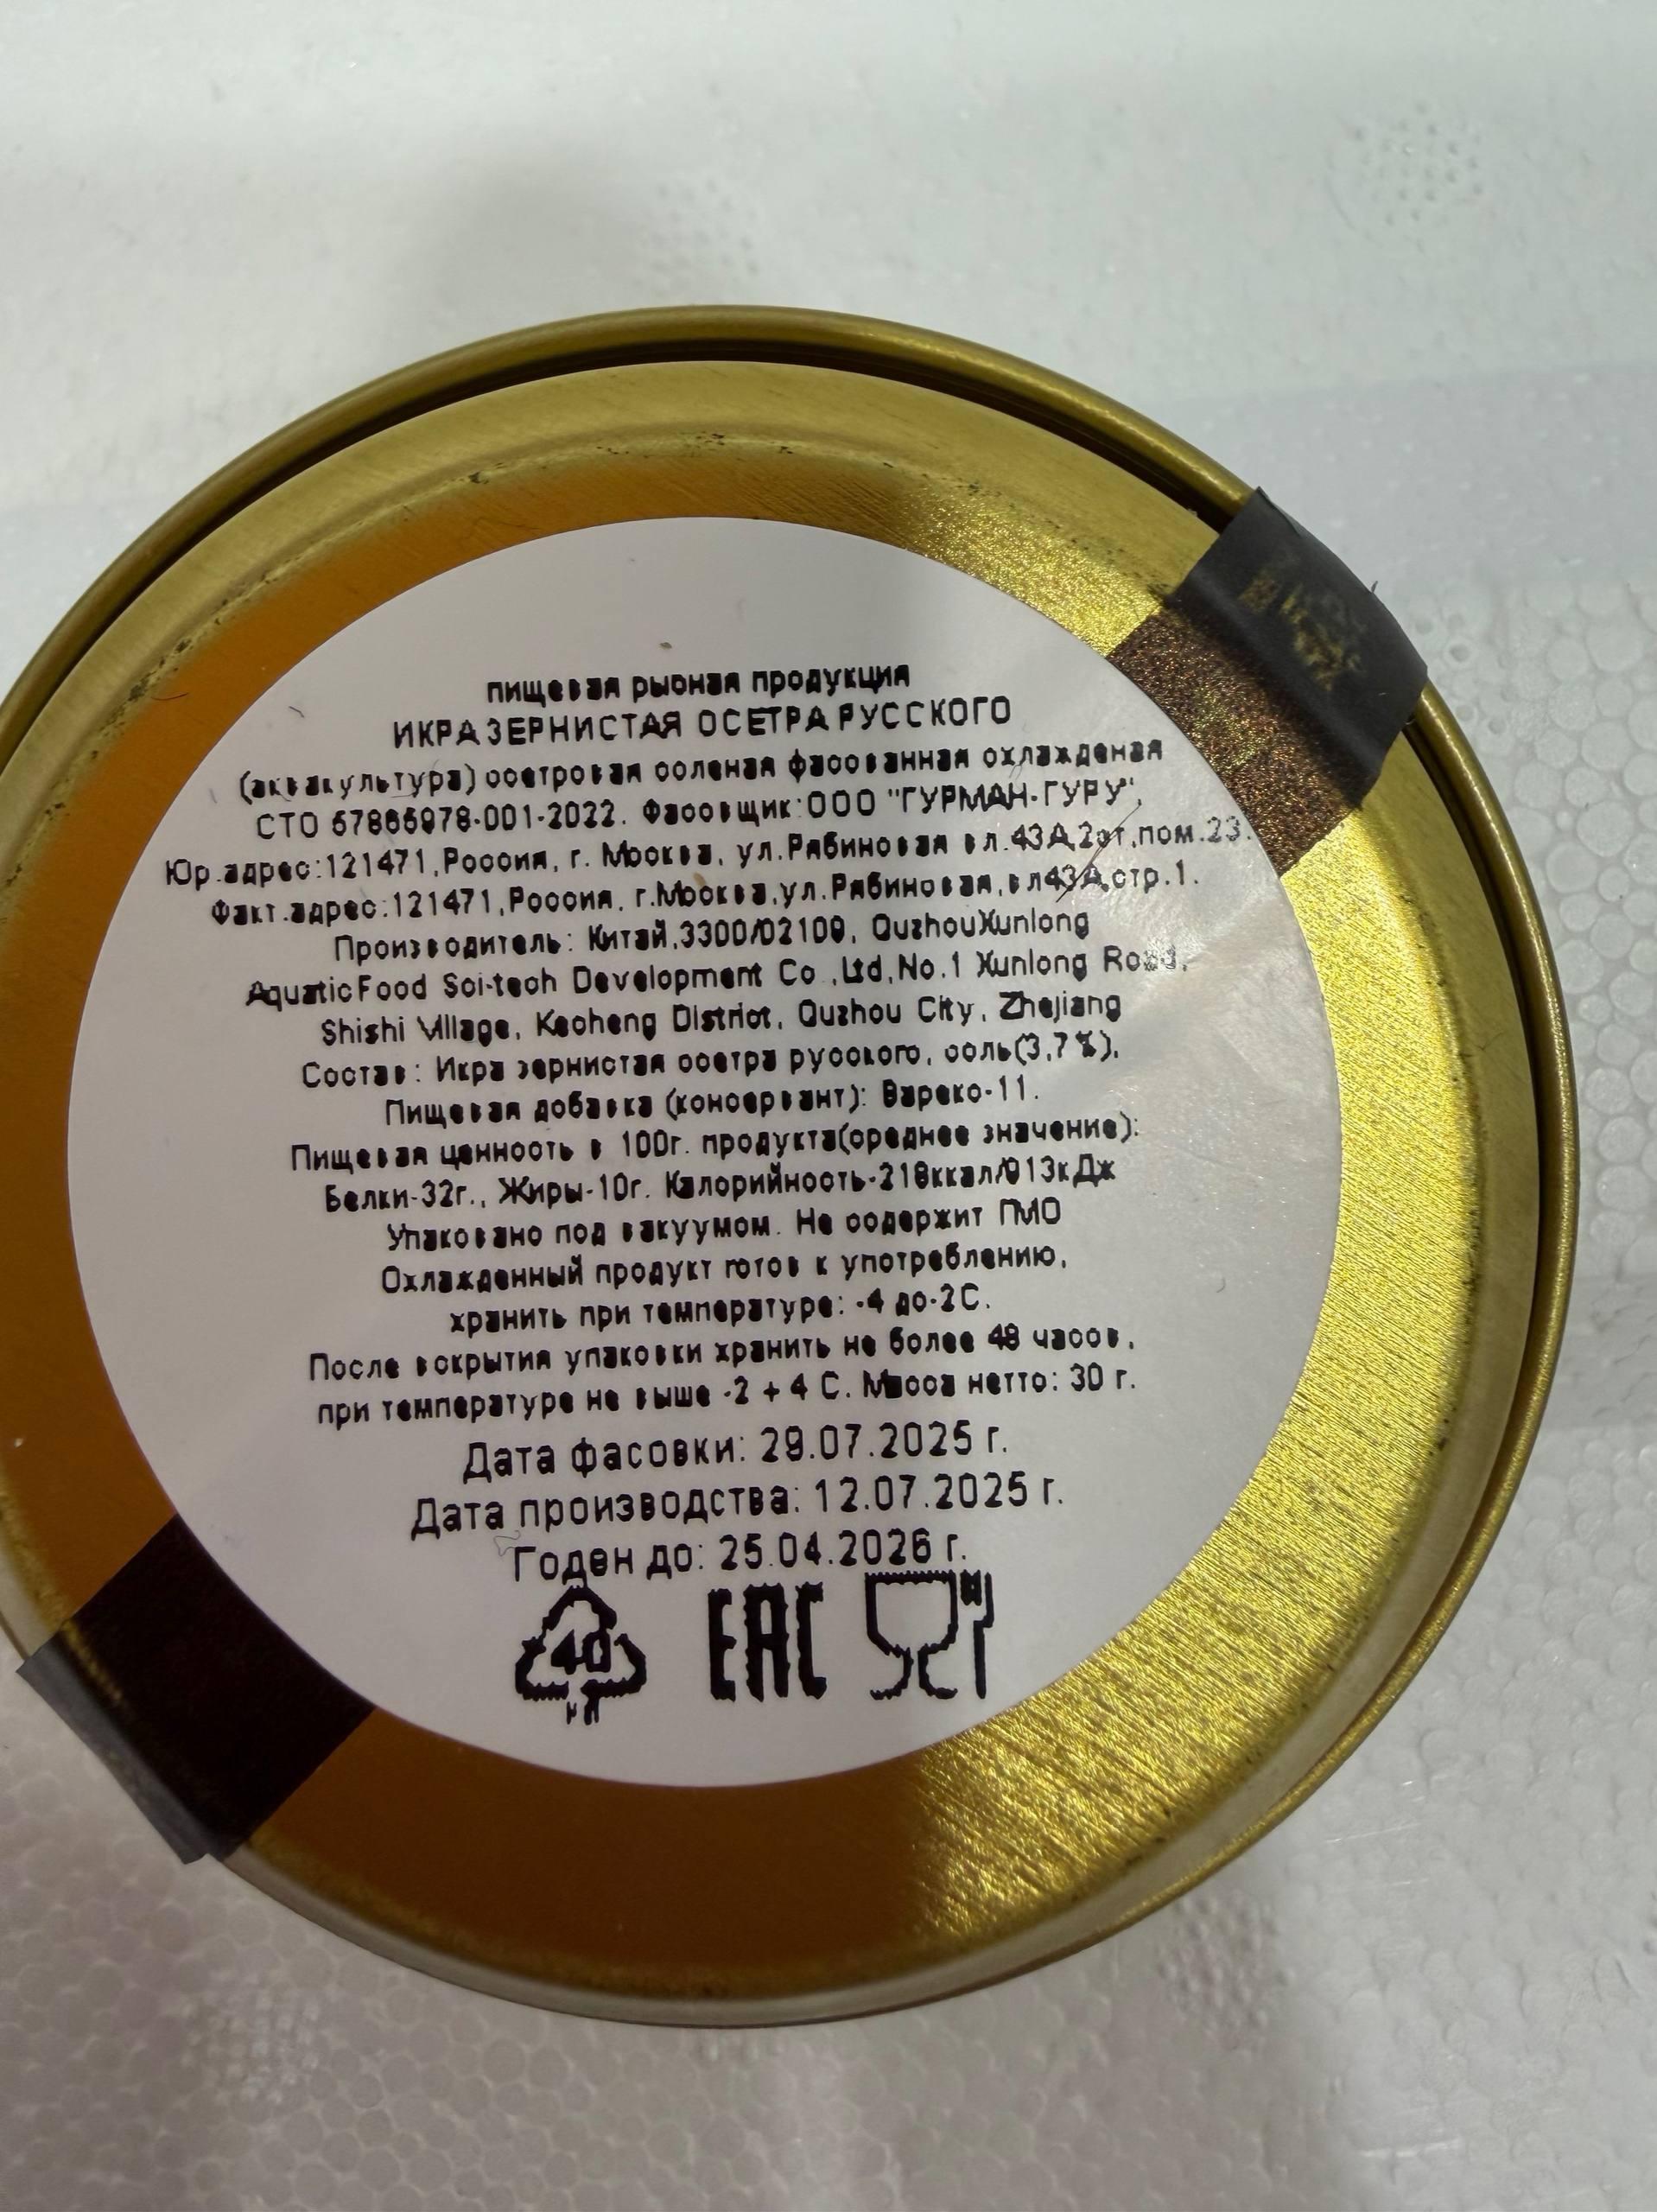 пищевая рыбная продукция
ИКРА ЗЕРНИСТАЯ ОСЕТРА РУССКОГО
(аквакультура) осетровая соленая фасованная охлажденая
СТО 67865978-001-2022. Фасовщик:ООО "ГУРМАН-ГУРУ",
Юр.адрес:121471,Россия, г. Москва, ул.Рябиновая вл.43А,2эт,пом.23.
Факт.адрес:121471,Россия, г.Москва,ул.Рябиновая,вл43А,стр.1.
Производитель: Китай,3300/02109, QuzhouXunlong
AquaticFood Sci-tech Development Co.,Ltd,No.1 Xunlong Road,
Shishi Village, Kecheng District, Quzhou City, Zhejiang
Состав: Икра зернистая осетра русского, соль(3,7%),
Пищевая добавка (консервант): Вареко-11.
Пищевая ценность в 100г. продукта(среднее значение):
Белки-32г., Жиры-10г. Калорийность-218ккал/913кДж
Упаковано под вакуумом. Не содержит ГМО
Охлажденный продукт готов к употреблению,
хранить при температуре: -4 до-2С.
После вскрытия упаковки хранить не более 48 часов,
при температуре не выше -2 + 4 С. Масса нетто: 30 г.
Дата фасовки: 29.07.2025 г.
Дата производства: 12.07.2025 г.
Годен до: 25.04.2026 г.
40 EAC